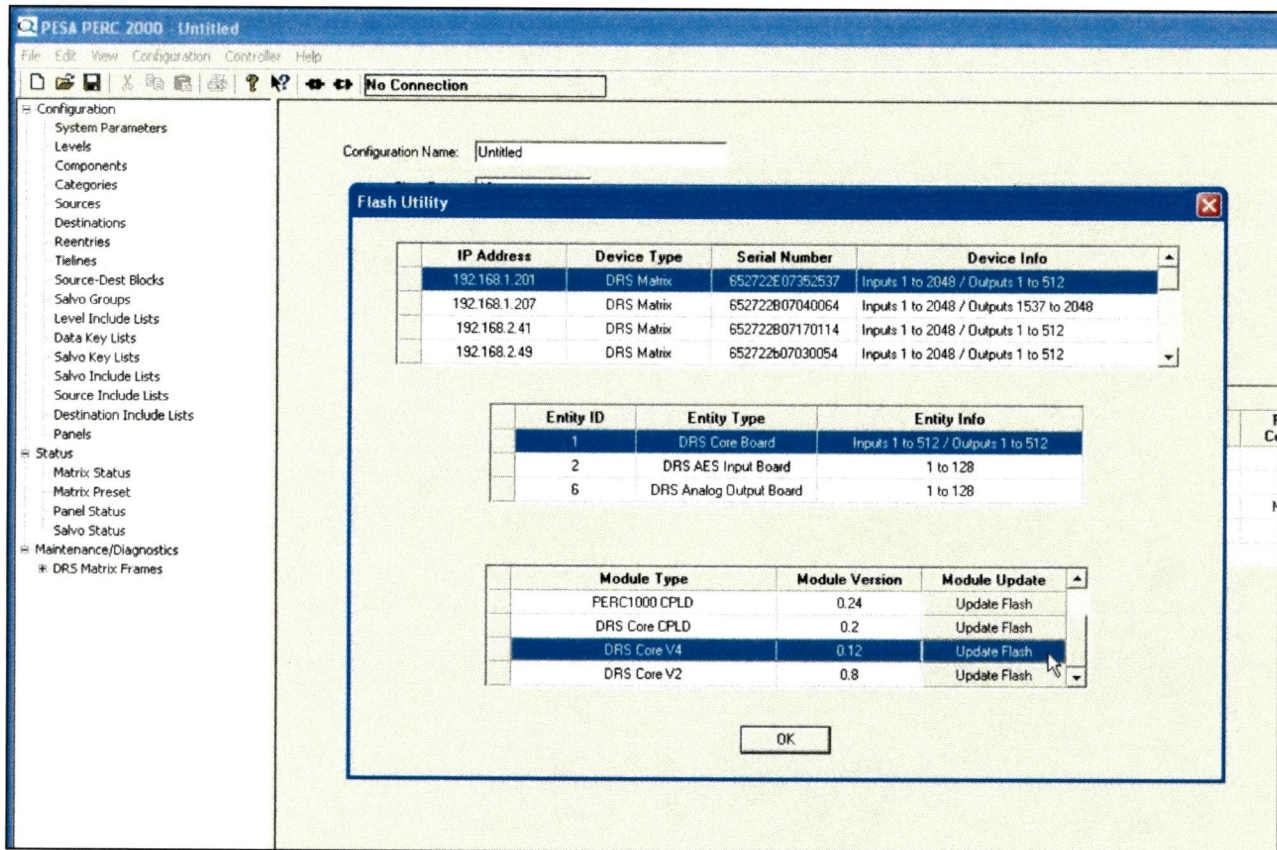 PESA PERC 2000 - Untitled
File Edit View Configuration Controller Help
No Connection
Configuration
System Parameters
Levels
Components
Categories
Sources
Destinations
Reentries
Tielines
Source-Dest Blocks
Salvo Groups
Level Include Lists
Data Key Lists
Salvo Key Lists
Salvo Include Lists
Source Include Lists
Destination Include Lists
Panels
Status
Matrix Status
Matrix Preset
Panel Status
Salvo Status
Maintenance/Diagnostics
DRS Matrix Frames
Configuration Name: Untitled
Flash Utility
IP Address Device Type Serial Number Device Info
192.168.1.201 DRS Matrix 652722E07352537 Inputs 1 to 2048 / Outputs 1 to 512
192.168.1.207 DRS Matrix 652722B07040064 Inputs 1 to 2048 / Outputs 1537 to 2048
192.168.2.41 DRS Matrix 652722B07170114 Inputs 1 to 2048 / Outputs 1 to 512
192.168.2.49 DRS Matrix 652722b07030054 Inputs 1 to 2048 / Outputs 1 to 512
Entity ID Entity Type Entity Info
1 DRS Core Board Inputs 1 to 512 / Outputs 1 to 512
2 DRS AES Input Board 1 to 128
6 DRS Analog Output Board 1 to 128
Module Type Module Version Module Update
PERC1000 CPLD 0.24 Update Flash
DRS Core CPLD 0.2 Update Flash
DRS Core V4 0.12 Update Flash
DRS Core V2 0.8 Update Flash
OK